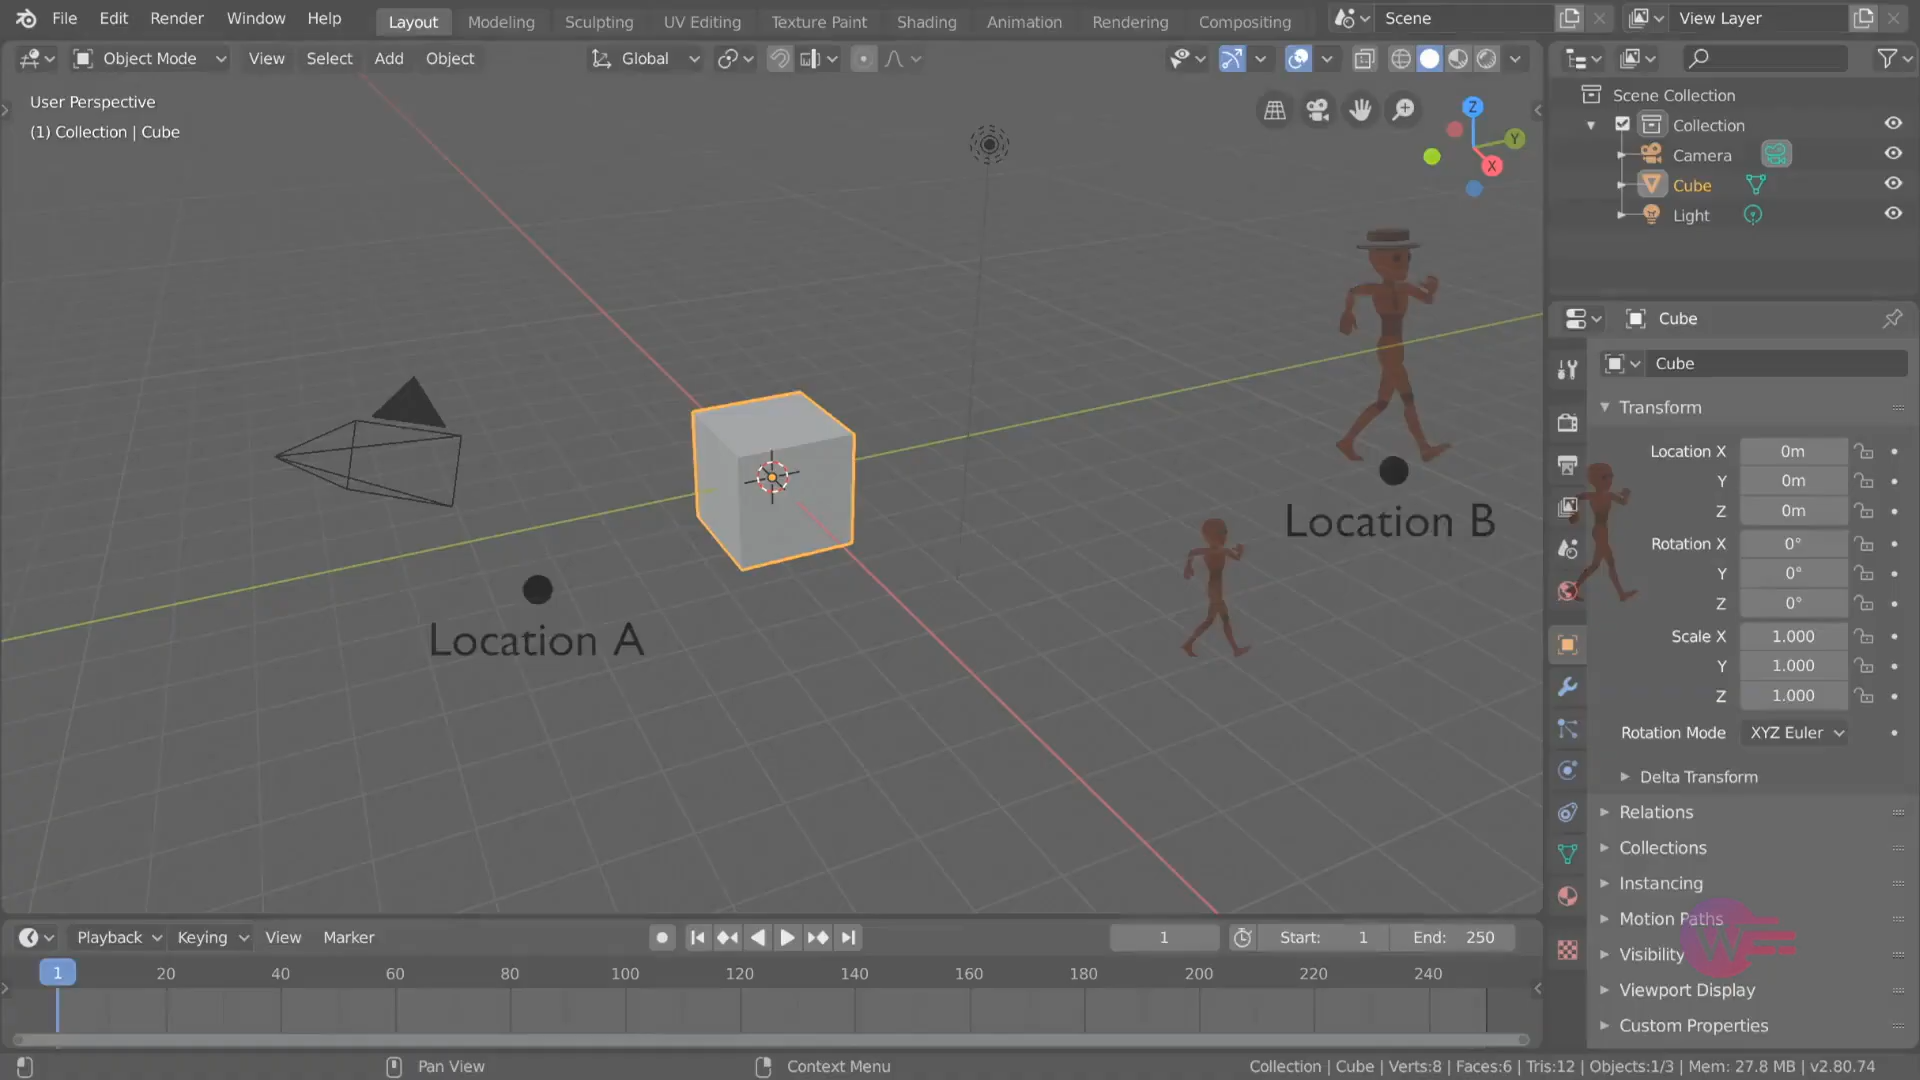 File Edit Render Window Help Layout Modeling Sculpting UV Editing Texture Paint Shading Animation Rendering Compositing Scene View Layer
Object Mode View Select Add Object Global
User Perspective
(1) Collection | Cube
Z
Y
X
Location A
Location B
Scene Collection
Collection
Camera
Cube
Light
Cube
Cube
Transform
Location X 0m
Y 0m
Z 0m
Rotation X 0°
Y 0°
Z 0°
Scale X 1.000
Y 1.000
Z 1.000
Rotation Mode XYZ Euler
Delta Transform
Relations
Collections
Instancing
Motion Paths
Visibility
Viewport Display
Custom Properties
Playback Keying View Marker 1 Start: 1 End: 250
1 20 40 60 80 100 120 140 160 180 200 220 240
Pan View Context Menu Collection | Cube | Verts:8 | Faces:6 | Tris:12 | Objects:1/3 | Mem: 27.8 MB | v2.80.74